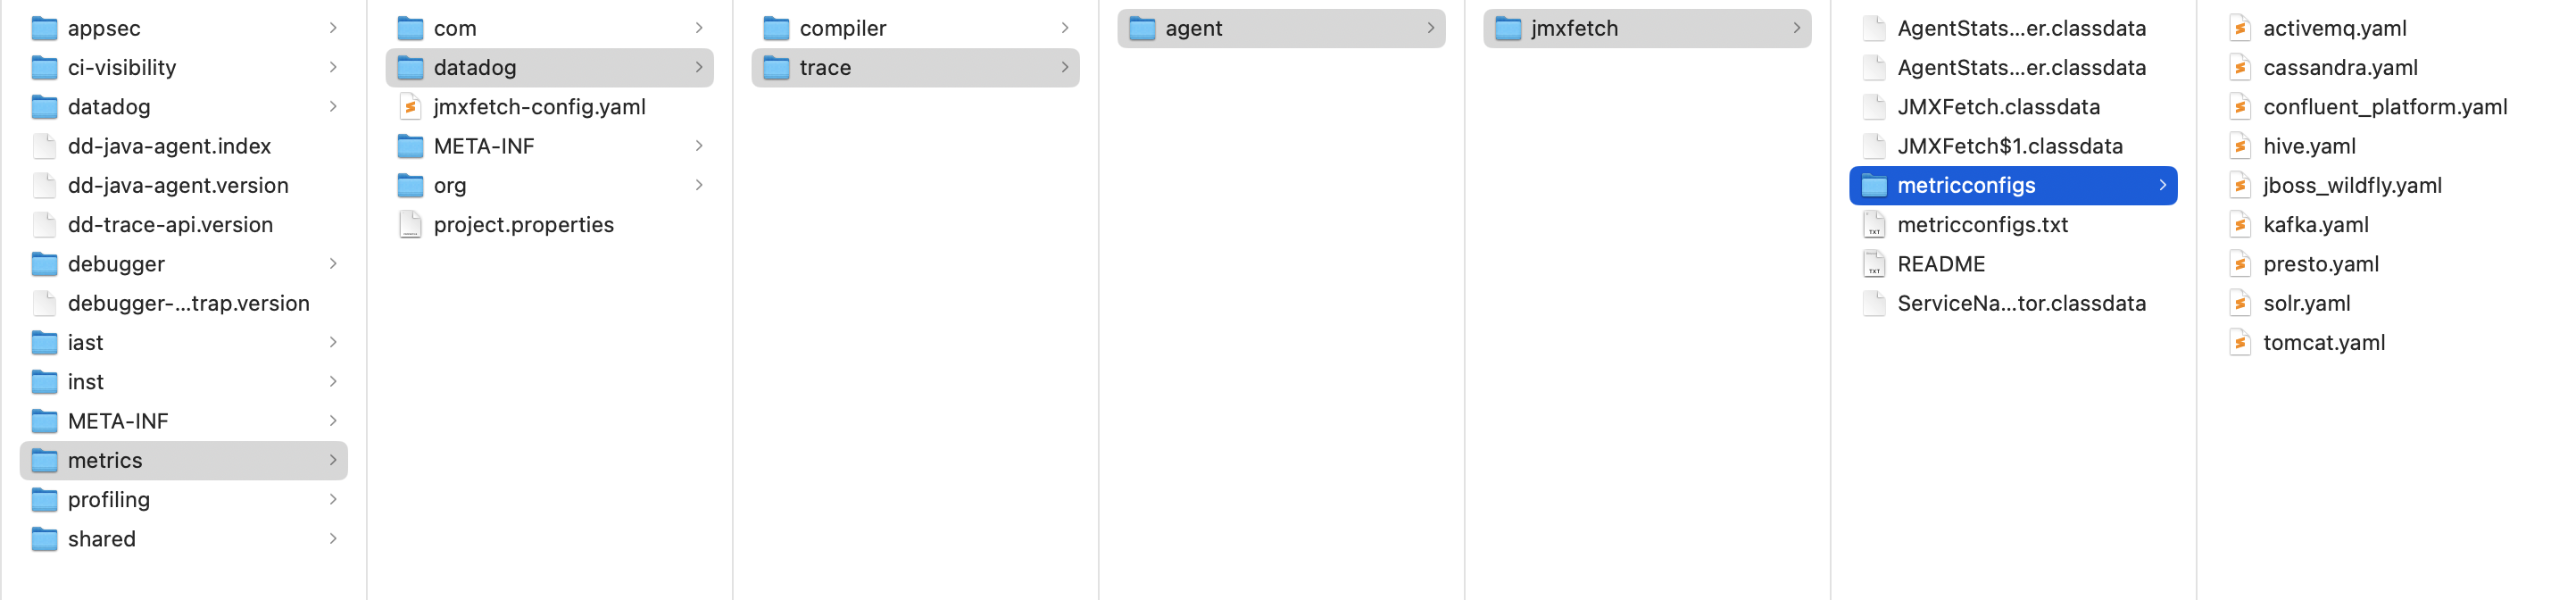 appsec
ci-visibility
datadog
dd-java-agent.index
dd-java-agent.version
dd-trace-api.version
debugger
debugger-...trap.version
iast
inst
META-INF
metrics
profiling
shared
com
datadog
jmxfetch-config.yaml
META-INF
org
project.properties
compiler
trace
agent
jmxfetch
AgentStats...er.classdata
AgentStats...er.classdata
JMXFetch.classdata
JMXFetch$1.classdata
metricconfigs
metricconfigs.txt
README
ServiceNa...tor.classdata
activemq.yaml
cassandra.yaml
confluent_platform.yaml
hive.yaml
jboss_wildfly.yaml
kafka.yaml
presto.yaml
solr.yaml
tomcat.yaml